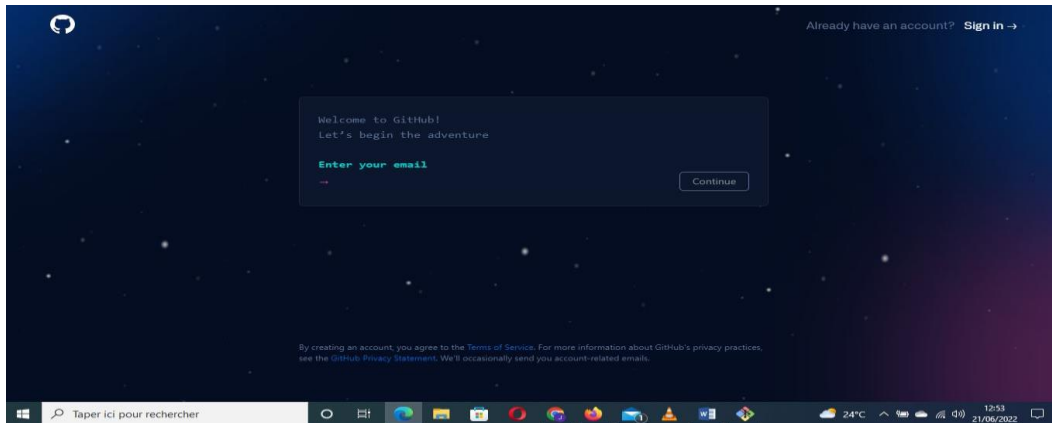 Already have an account? Sign in →
Welcome to GitHub!
Let's begin the adventure
Enter your email
→
Continue
By creating an account, you agree to the Terms of Service. For more information about GitHub's privacy practices,
see the GitHub Privacy Statement. We'll occasionally send you account-related emails.
Taper ici pour rechercher
24°C
12:53
21/06/2022